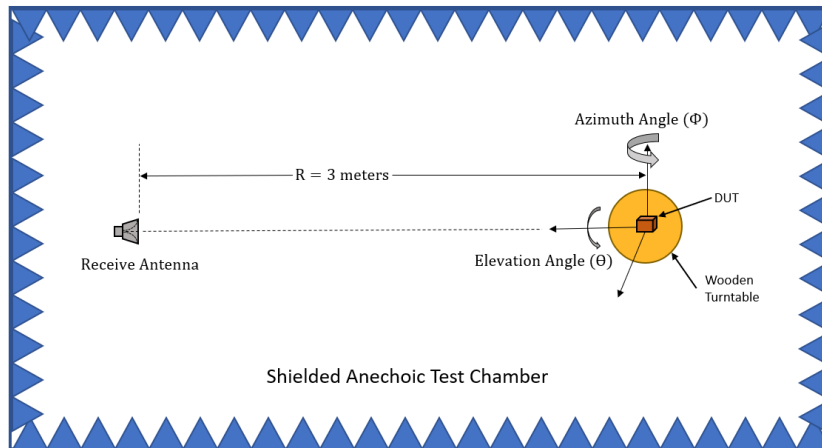 Azimuth Angle (Φ)
R = 3 meters
DUT
Receive Antenna
Elevation Angle (Θ)
Wooden
Turntable
Shielded Anechoic Test Chamber